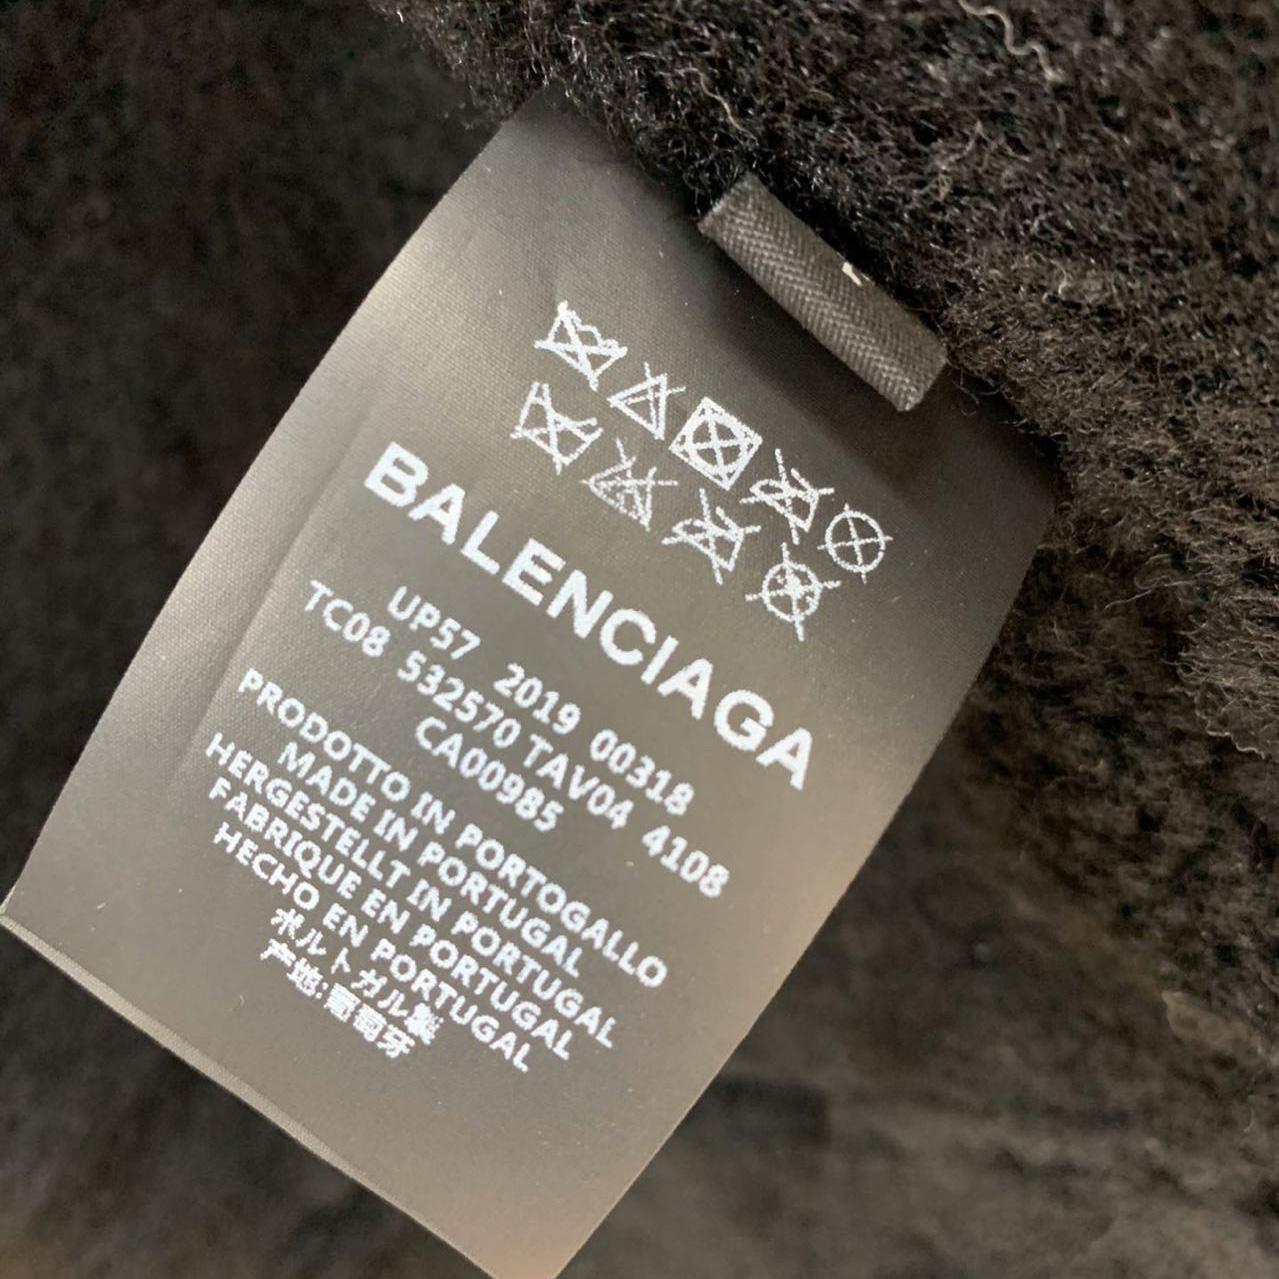 BALENCIAGA
UP57 2019 00318
TC08 532570 TAV04 4108
CA00985
PRODOTTO IN PORTOGALLO
MADE IN PORTUGAL
HERGESTELLT IN PORTUGAL
FABRIQUE EN PORTUGAL
HECHO EN PORTUGAL
ポルトガル製
产地:葡萄牙